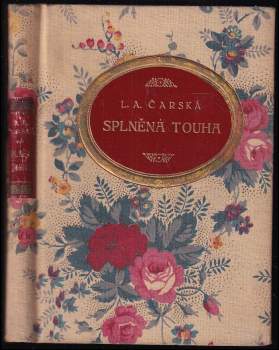 L. A. ČARSKÁ
SPLNĚNÁ TOUHA